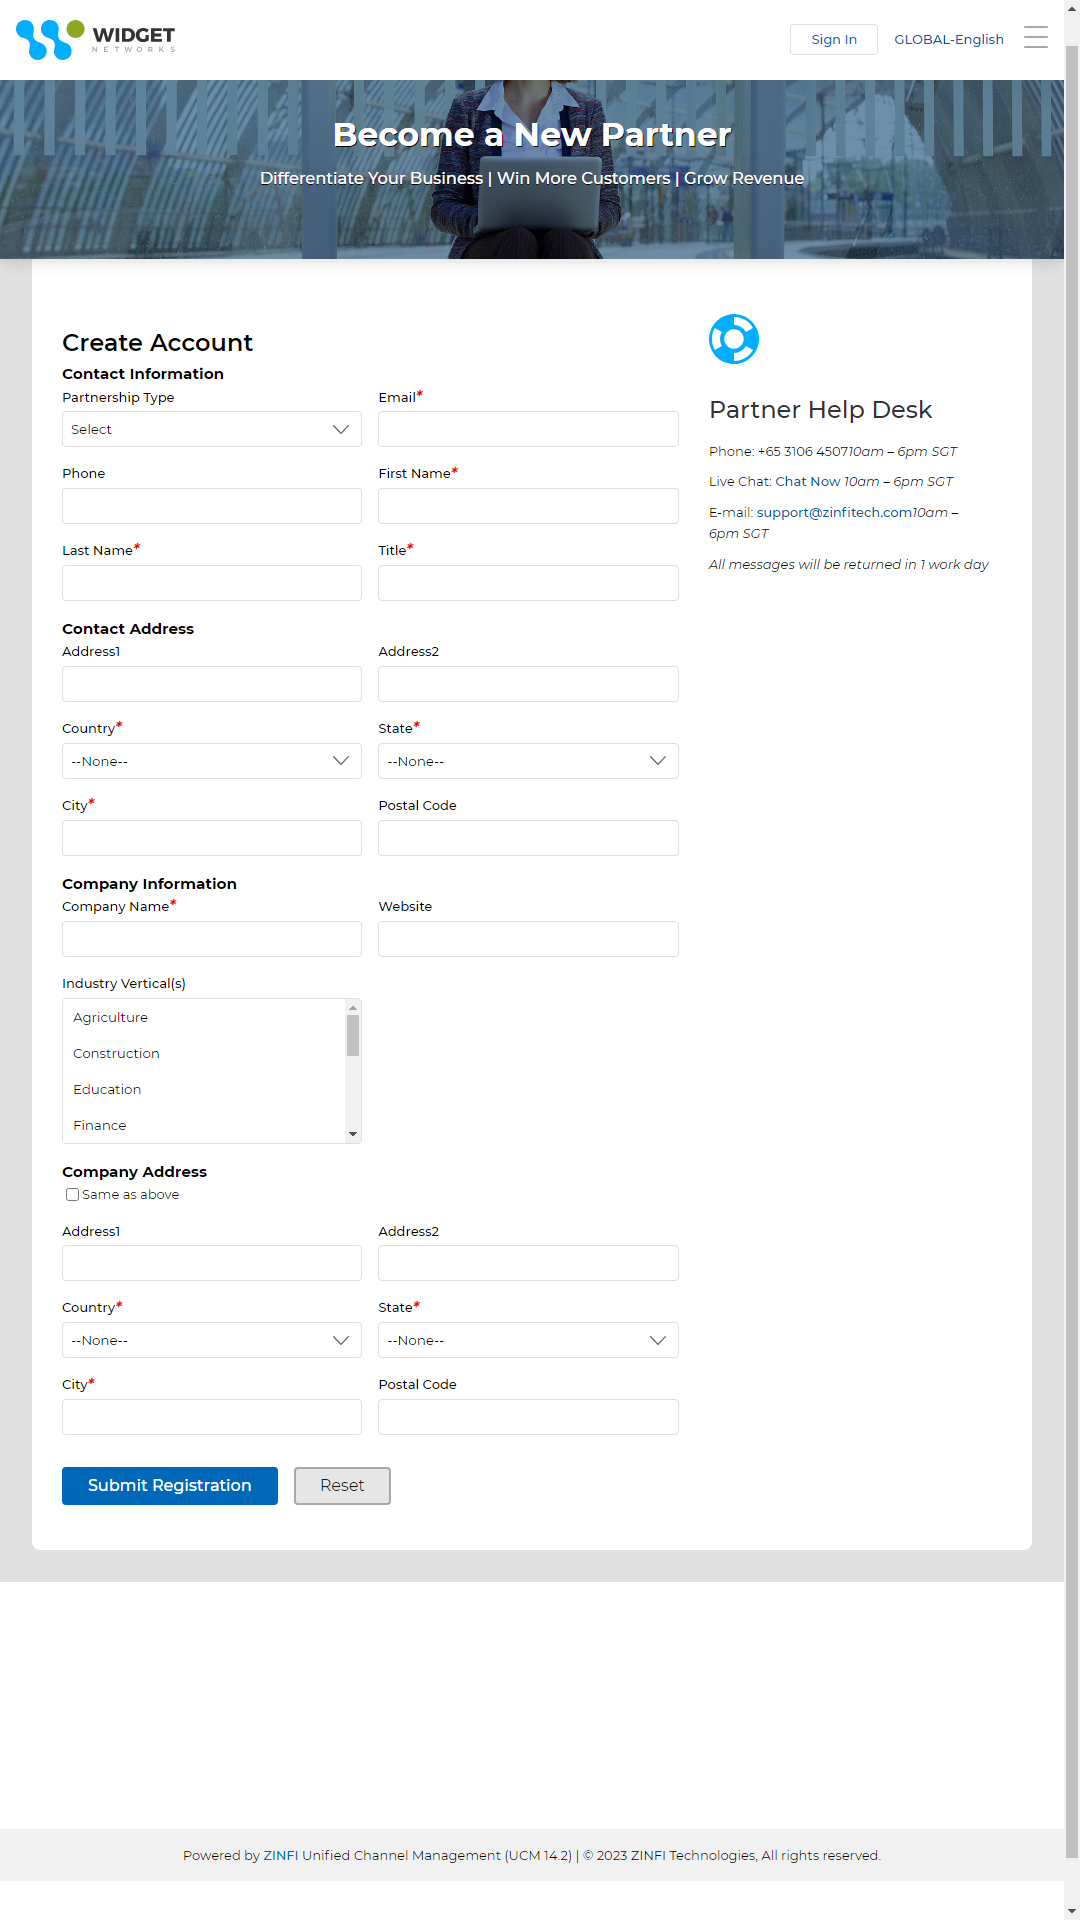 WIDGET
NETWORKS
Sign In
GLOBAL-English
Become a New Partner
Differentiate Your Business | Win More Customers | Grow Revenue
Create Account
Contact Information
Partnership Type
Email*
Select
Phone
First Name*
Last Name*
Title*
Contact Address
Address1
Address2
Country*
State*
--None--
--None--
City*
Postal Code
Company Information
Company Name*
Website
Industry Vertical(s)
Agriculture
Construction
Education
Finance
Company Address
Same as above
Address1
Address2
Country*
State*
--None--
--None--
City*
Postal Code
Submit Registration
Reset
Partner Help Desk
Phone: +65 3106 450710am – 6pm SGT
Live Chat: Chat Now 10am – 6pm SGT
E-mail: support@zinfitech.com10am –
6pm SGT
All messages will be returned in 1 work day
Powered by ZINFI Unified Channel Management (UCM 14.2) | © 2023 ZINFI Technologies, All rights reserved.